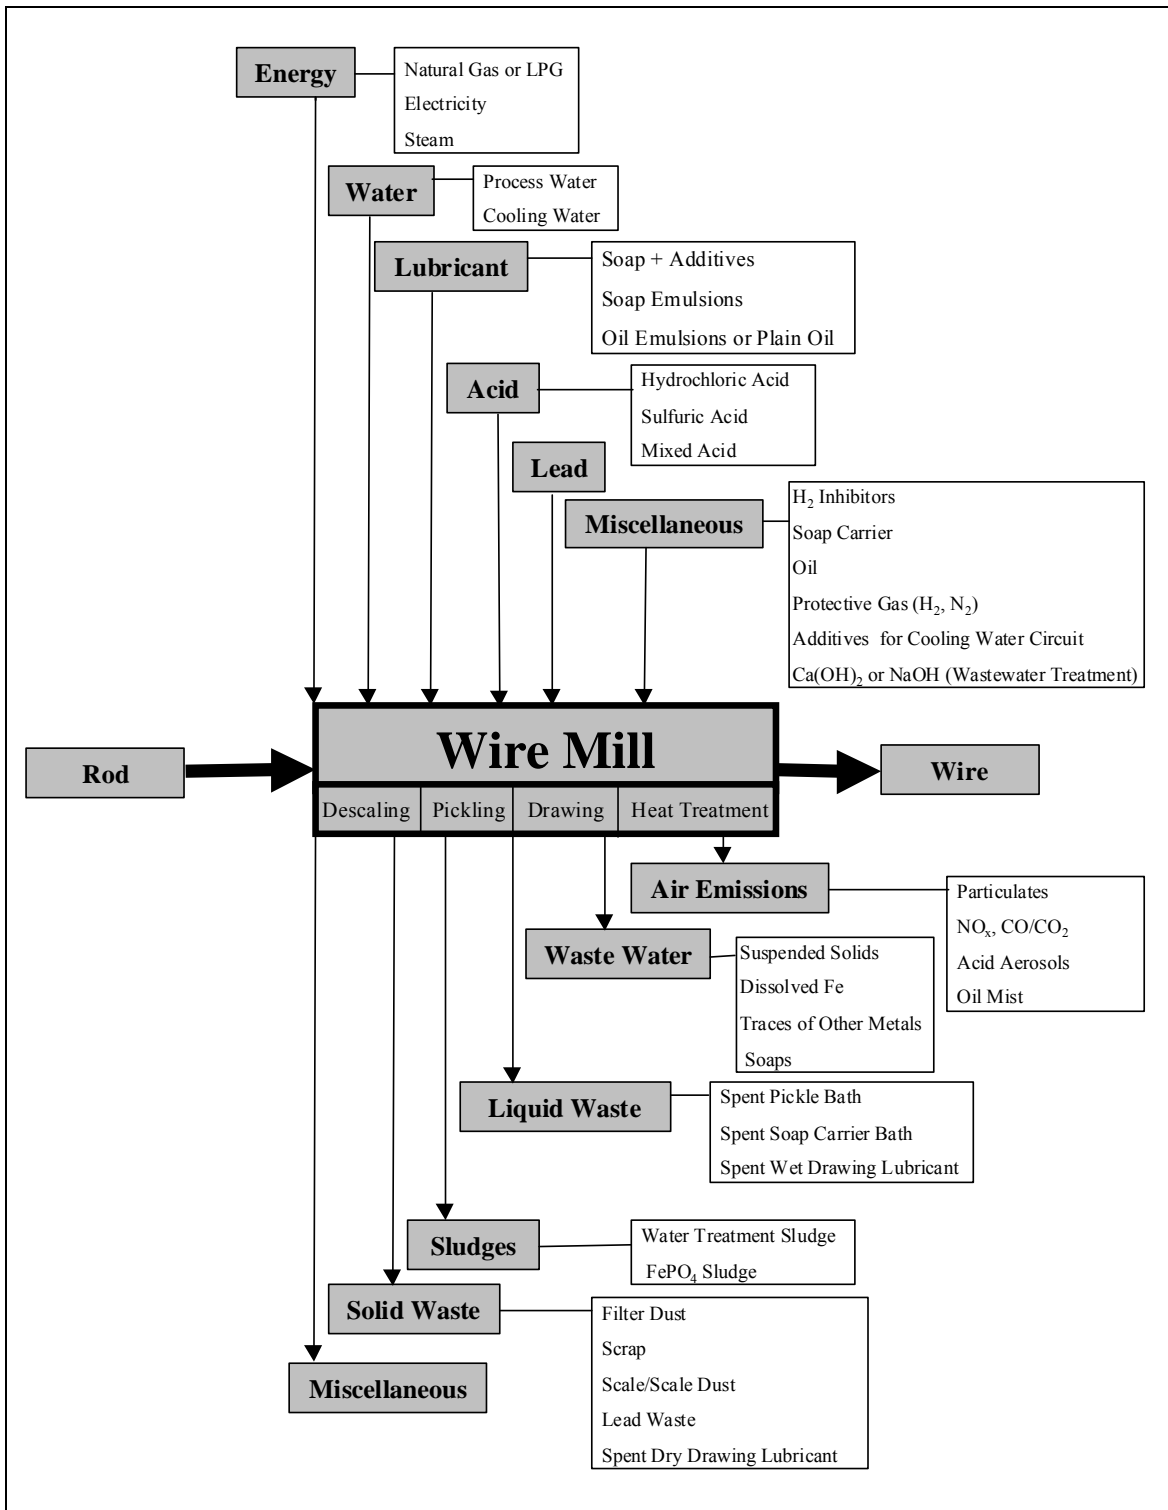 Energy
Natural Gas or LPG
Electricity
Steam
Water
Process Water
Cooling Water
Lubricant
Soap + Additives
Soap Emulsions
Oil Emulsions or Plain Oil
Acid
Hydrochloric Acid
Sulfuric Acid
Mixed Acid
Lead
Miscellaneous
H₂ Inhibitors
Soap Carrier
Oil
Protective Gas (H₂, N₂)
Additives for Cooling Water Circuit
Ca(OH)₂ or NaOH (Wastewater Treatment)
Rod
Wire Mill
Wire
Descaling Pickling Drawing Heat Treatment
Air Emissions
Particulates
NOₓ, CO/CO₂
Acid Aerosols
Oil Mist
Waste Water
Suspended Solids
Dissolved Fe
Traces of Other Metals
Soaps
Liquid Waste
Spent Pickle Bath
Spent Soap Carrier Bath
Spent Wet Drawing Lubricant
Sludges
Water Treatment Sludge
FePO₄ Sludge
Solid Waste
Filter Dust
Scrap
Scale/Scale Dust
Lead Waste
Spent Dry Drawing Lubricant
Miscellaneous